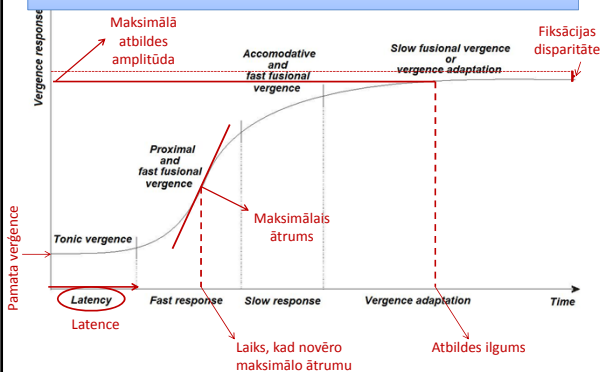 Maksimālā
atbildes
amplitūda
Fiksācijas
disparitāte
Vergence response
Accomodative
and
fast fusional
vergence
Slow fusional vergence
or
vergence adaptation
Proximal
and
fast fusional
vergence
Maksimālais
ātrums
Pamata verģence
Tonic vergence
Latency
Fast response
Slow response
Vergence adaptation
Time
Latence
Laiks, kad novēro
maksimālo ātrumu
Atbildes ilgums